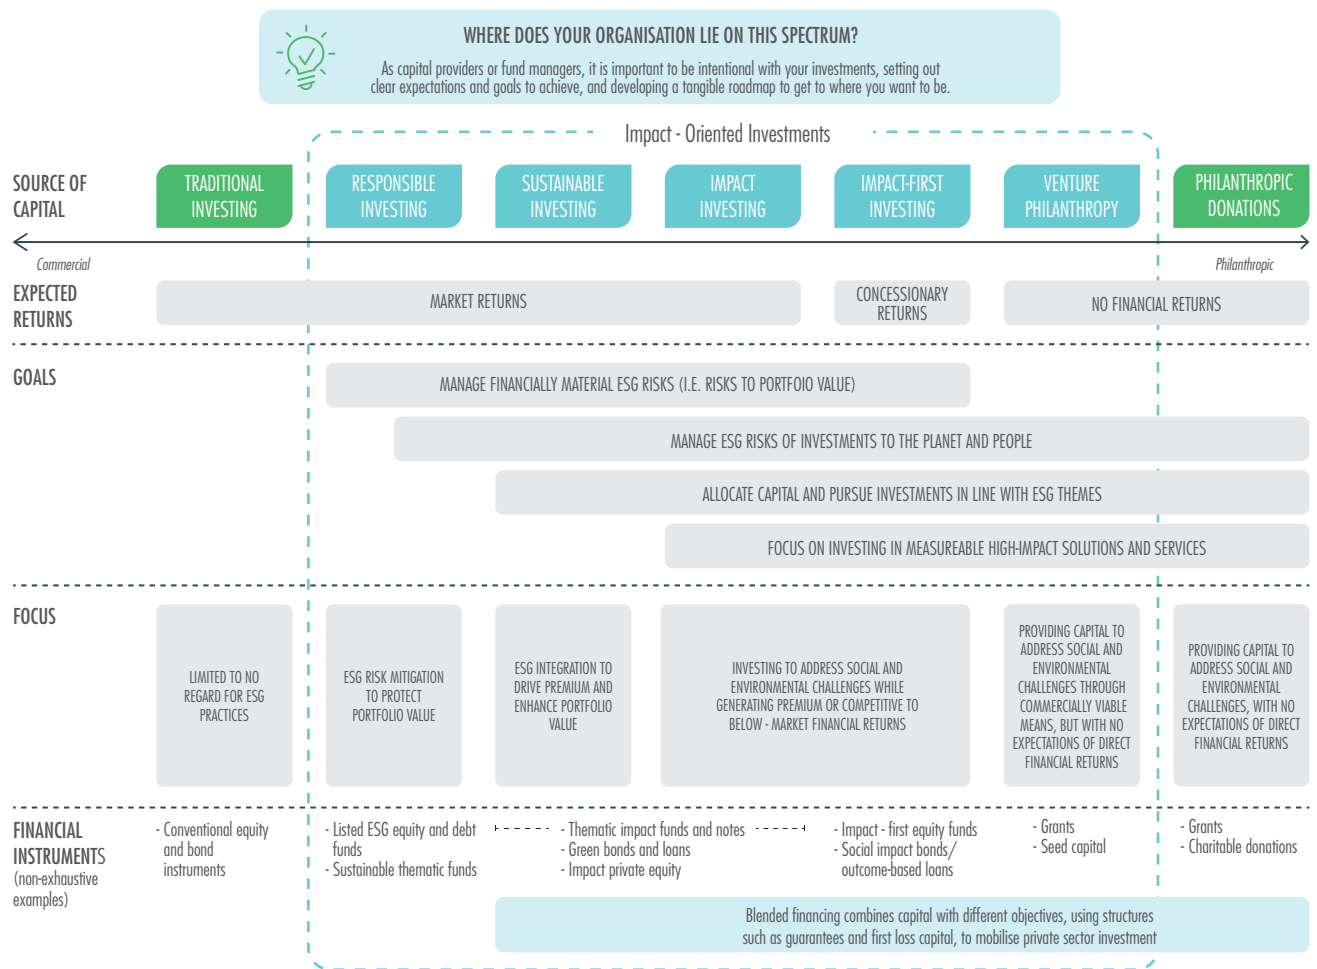 WHERE DOES YOUR ORGANISATION LIE ON THIS SPECTRUM?
As capital providers or fund managers, it is important to be intentional with your investments, setting out
clear expectations and goals to achieve, and developing a tangible roadmap to get to where you want to be.
Impact - Oriented Investments
SOURCE OF
CAPITAL
TRADITIONAL
INVESTING
RESPONSIBLE
INVESTING
SUSTAINABLE
INVESTING
IMPACT
INVESTING
IMPACT-FIRST
INVESTING
VENTURE
PHILANTHROPY
PHILANTHROPIC
DONATIONS
Commercial
Philanthropic
EXPECTED
RETURNS
MARKET RETURNS
CONCESSIONARY
RETURNS
NO FINANCIAL RETURNS
GOALS
MANAGE FINANCIALLY MATERIAL ESG RISKS (I.E. RISKS TO PORTFOIO VALUE)
MANAGE ESG RISKS OF INVESTMENTS TO THE PLANET AND PEOPLE
ALLOCATE CAPITAL AND PURSUE INVESTMENTS IN LINE WITH ESG THEMES
FOCUS ON INVESTING IN MEASUREABLE HIGH-IMPACT SOLUTIONS AND SERVICES
FOCUS
LIMITED TO NO
REGARD FOR ESG
PRACTICES
ESG RISK MITIGATION
TO PROTECT
PORTFOLIO VALUE
ESG INTEGRATION TO
DRIVE PREMIUM AND
ENHANCE PORTFOLIO
VALUE
INVESTING TO ADDRESS SOCIAL AND
ENVIRONMENTAL CHALLENGES WHILE
GENERATING PREMIUM OR COMPETITIVE TO
BELOW - MARKET FINANCIAL RETURNS
PROVIDING CAPITAL TO
ADDRESS SOCIAL AND
ENVIRONMENTAL
CHALLENGES THROUGH
COMMERCIALLY VIABLE
MEANS, BUT WITH NO
EXPECTATIONS OF DIRECT
FINANCIAL RETURNS
PROVIDING CAPITAL TO
ADDRESS SOCIAL AND
ENVIRONMENTAL
CHALLENGES, WITH NO
EXPECTATIONS OF DIRECT
FINANCIAL RETURNS
FINANCIAL
INSTRUMENTS
(non-exhaustive
examples)
- Conventional equity
and bond
instruments
- Listed ESG equity and debt
funds
- Sustainable thematic funds
- Thematic impact funds and notes
- Green bonds and loans
- Impact private equity
- Impact - first equity funds
- Social impact bonds/
outcome-based loans
- Grants
- Seed capital
- Grants
- Charitable donations
Blended financing combines capital with different objectives, using structures
such as guarantees and first loss capital, to mobilise private sector investment